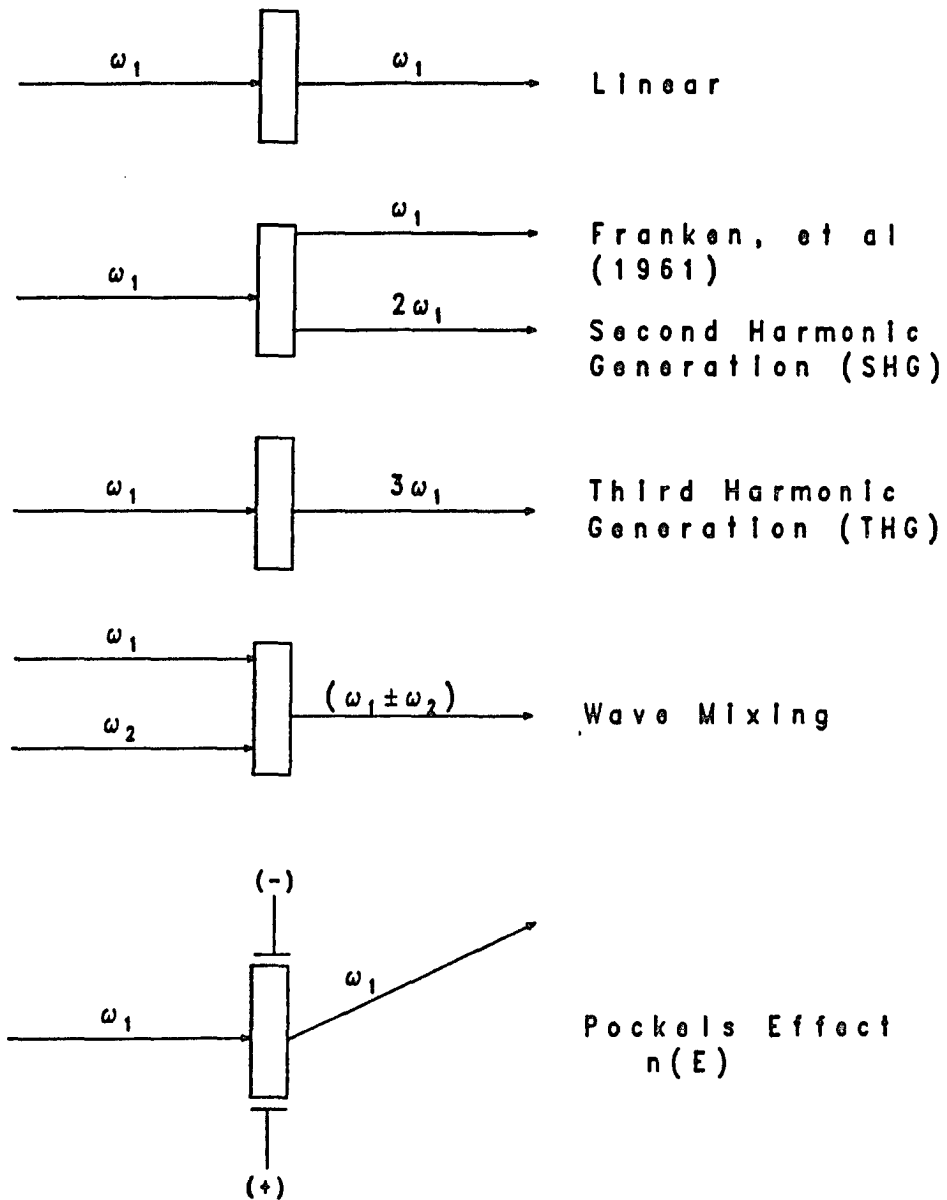 ω₁ ω₁ Linear
ω₁ Franken, et al
(1961)
ω₁
2ω₁ Second Harmonic
Generation (SHG)
ω₁ 3ω₁ Third Harmonic
Generation (THG)
ω₁
(ω₁ ± ω₂) Wave Mixing
ω₂
(-)
ω₁
ω₁ Pockels Effect
n(E)
(+)